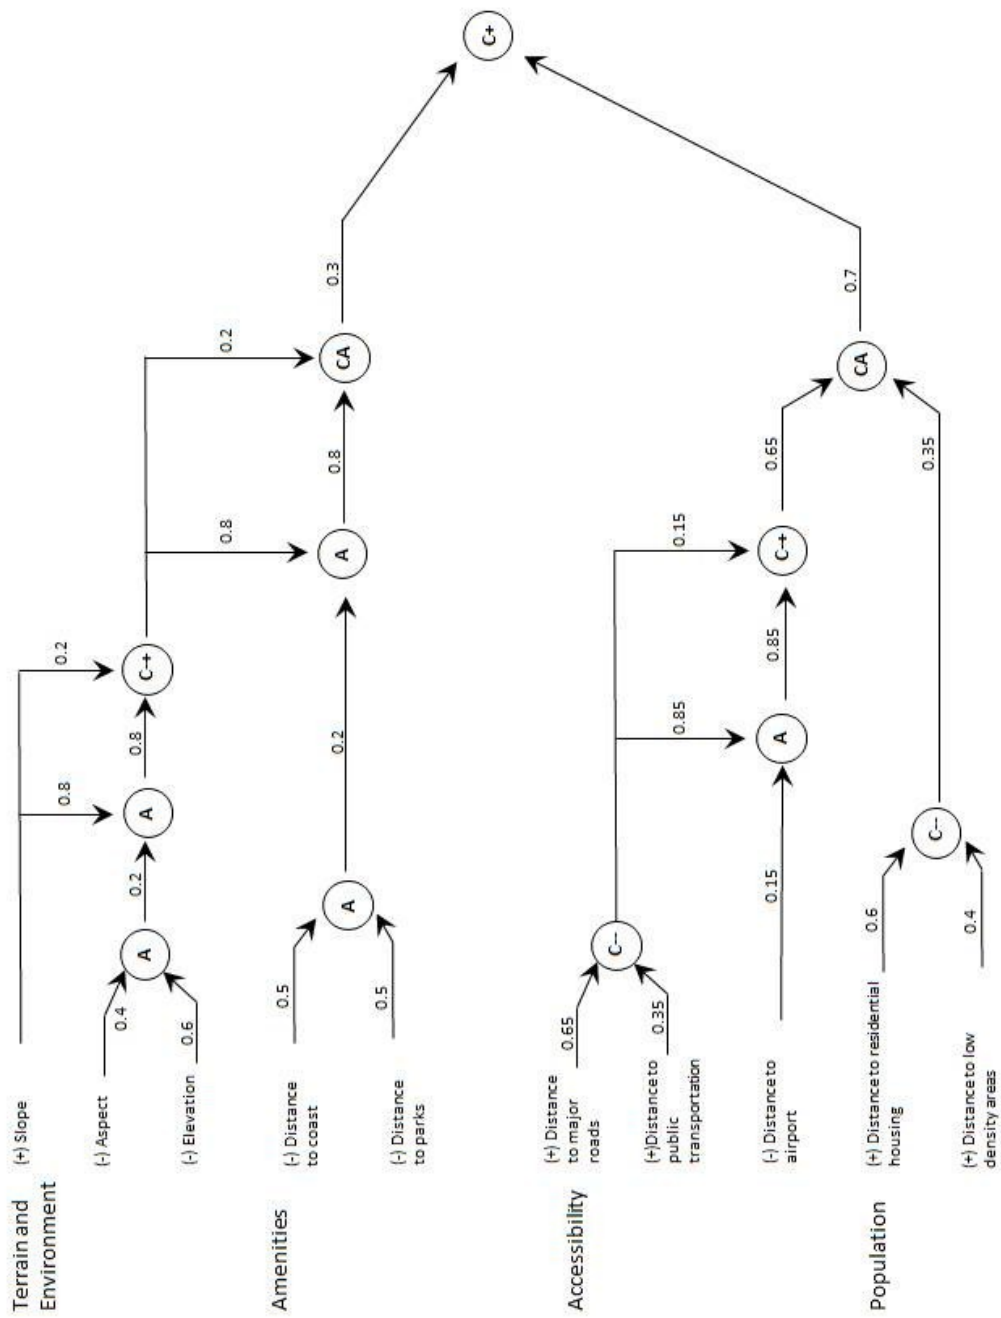 Terrain and
Environment
(+) Slope
0.8
0.2
(-) Aspect
0.4
(-) Elevation
0.6
A
0.2
A
0.8
C-+
0.8
0.2
Amenities
(-) Distance
to coast
0.5
(-) Distance
to parks
0.5
A
0.2
A
0.8
CA
0.3
C+
Accessibility
(+) Distance
to major
roads
0.65
(+)Distance to
public
transportation
0.35
C--
0.85
0.15
(-) Distance to
airport
0.15
A
0.85
C-+
0.65
CA
0.7
Population
(+) Distance to residential
housing
0.6
(+) Distance to low
density areas
0.4
C--
0.35